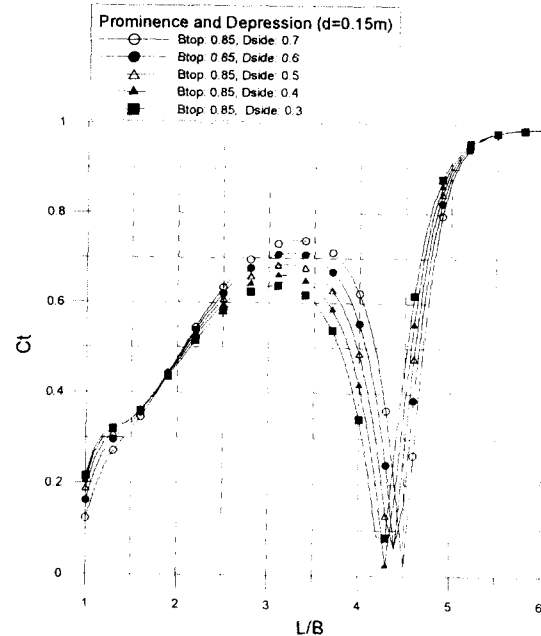 Prominence and Depression (d=0.15m)
Btop: 0.85, Dside: 0.7
Btop: 0.85, Dside: 0.6
Btop: 0.85, Dside: 0.5
Btop: 0.85, Dside: 0.4
Btop: 0.85, Dside: 0.3
1
0.8
0.6
0.4
0.2
0
Ct
1 2 3 4 5 6
L/B